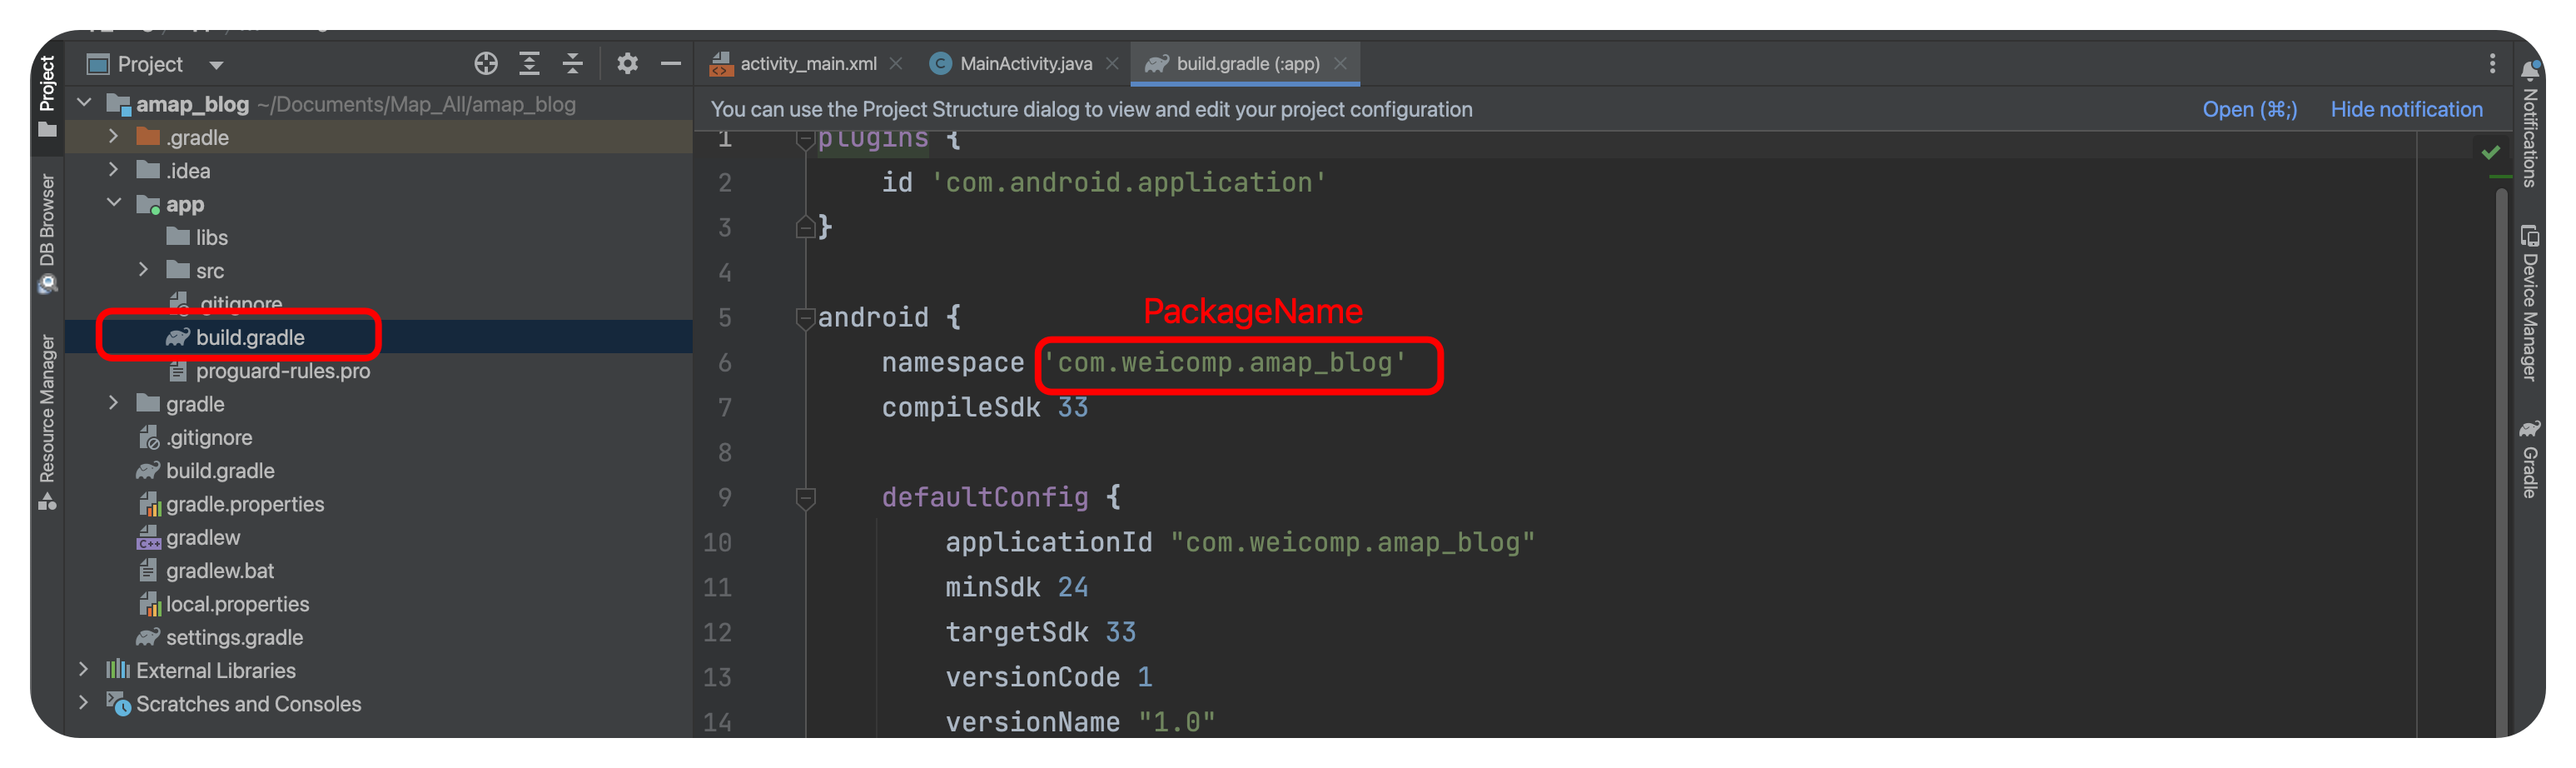 Project
amap_blog ~/Documents/Map_All/amap_blog
.gradle
.idea
app
libs
src
.gitignore
build.gradle
proguard-rules.pro
gradle
.gitignore
build.gradle
gradle.properties
gradlew
gradlew.bat
local.properties
settings.gradle
External Libraries
Scratches and Consoles
Project
DB Browser
Resource Manager
activity_main.xml
MainActivity.java
build.gradle (:app)
You can use the Project Structure dialog to view and edit your project configuration Open (⌘;) Hide notification
1 plugins {
2 id 'com.android.application'
3 }
4
PackageName
5 android {
6 namespace 'com.weicomp.amap_blog'
7 compileSdk 33
8
9 defaultConfig {
10 applicationId "com.weicomp.amap_blog"
11 minSdk 24
12 targetSdk 33
13 versionCode 1
14 versionName "1.0"
Notifications
Device Manager
Gradle